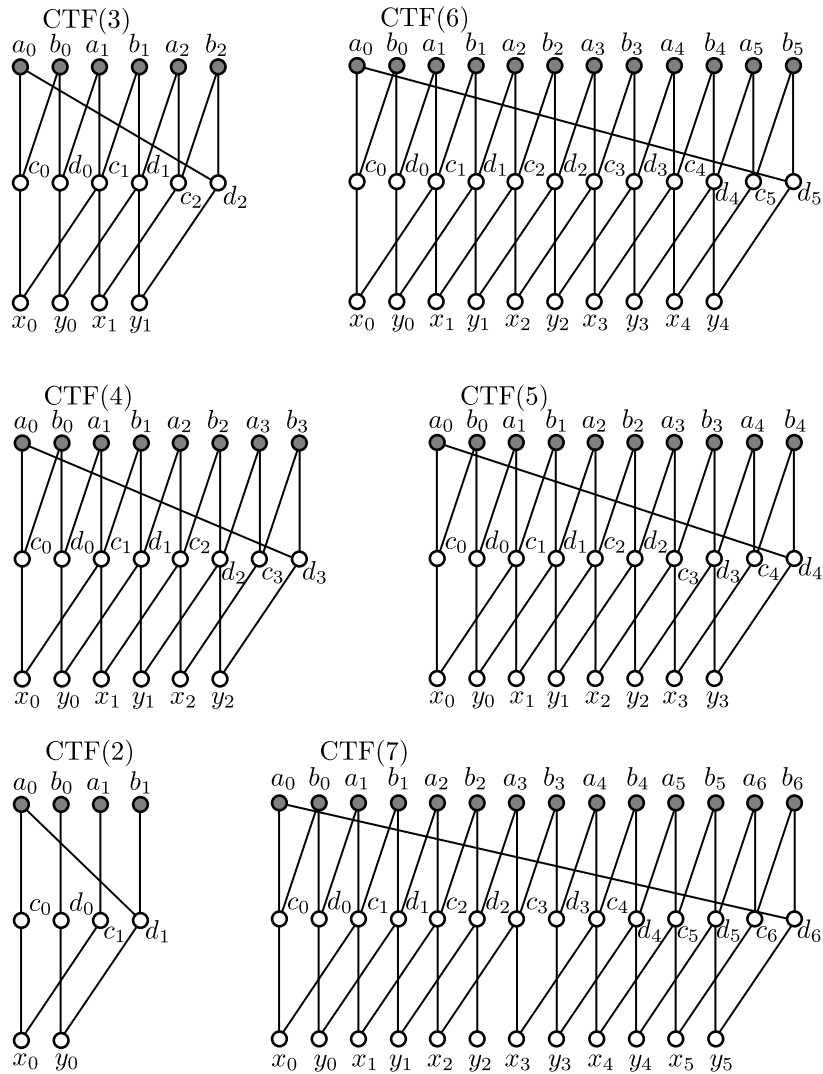 CTF(3)
a₀ b₀ a₁ b₁ a₂ b₂
c₀ d₀ c₁ d₁ c₂ d₂
x₀ y₀ x₁ y₁
CTF(6)
a₀ b₀ a₁ b₁ a₂ b₂ a₃ b₃ a₄ b₄ a₅ b₅
c₀ d₀ c₁ d₁ c₂ d₂ c₃ d₃ c₄ d₄ c₅ d₅
x₀ y₀ x₁ y₁ x₂ y₂ x₃ y₃ x₄ y₄
CTF(4)
a₀ b₀ a₁ b₁ a₂ b₂ a₃ b₃
c₀ d₀ c₁ d₁ c₂ d₂ c₃ d₃
x₀ y₀ x₁ y₁ x₂ y₂
CTF(5)
a₀ b₀ a₁ b₁ a₂ b₂ a₃ b₃ a₄ b₄
c₀ d₀ c₁ d₁ c₂ d₂ c₃ d₃ c₄ d₄
x₀ y₀ x₁ y₁ x₂ y₂ x₃ y₃
CTF(2)
a₀ b₀ a₁ b₁
c₀ d₀ c₁ d₁
x₀ y₀
CTF(7)
a₀ b₀ a₁ b₁ a₂ b₂ a₃ b₃ a₄ b₄ a₅ b₅ a₆ b₆
c₀ d₀ c₁ d₁ c₂ d₂ c₃ d₃ c₄ d₄ c₅ d₅ c₆ d₆
x₀ y₀ x₁ y₁ x₂ y₂ x₃ y₃ x₄ y₄ x₅ y₅